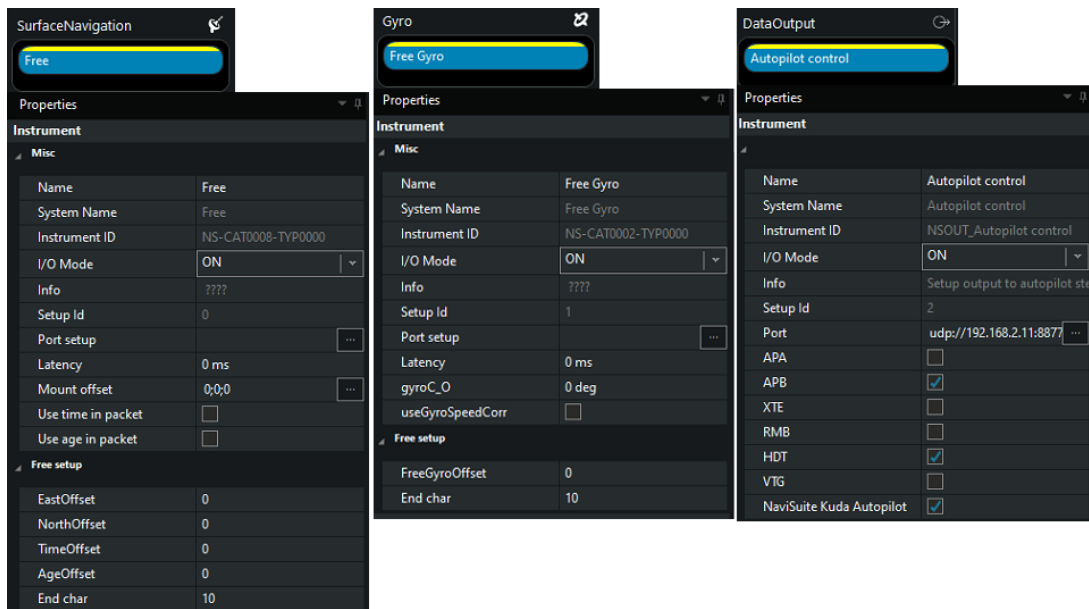 SurfaceNavigation
Free
Properties
Instrument
Misc
Name Free
System Name Free
Instrument ID NS-CAT0008-TYP0000
I/O Mode ON
Info ????
Setup Id 0
Port setup ...
Latency 0 ms
Mount offset 0;0;0 ...
Use time in packet
Use age in packet
Free setup
EastOffset 0
NorthOffset 0
TimeOffset 0
AgeOffset 0
End char 10
Gyro
Free Gyro
Properties
Instrument
Misc
Name Free Gyro
System Name Free Gyro
Instrument ID NS-CAT0002-TYP0000
I/O Mode ON
Info ????
Setup Id 1
Port setup ...
Latency 0 ms
gyroC_O 0 deg
useGyroSpeedCorr
Free setup
FreeGyroOffset 0
End char 10
DataOutput
Autopilot control
Properties
Instrument
Name Autopilot control
System Name Autopilot control
Instrument ID NSOUT_Autopilot control
I/O Mode ON
Info Setup output to autopilot ste
Setup Id 2
Port udp://192.168.2.11:8877 ...
APA
APB
XTE
RMB
HDT
VTG
NaviSuite Kuda Autopilot